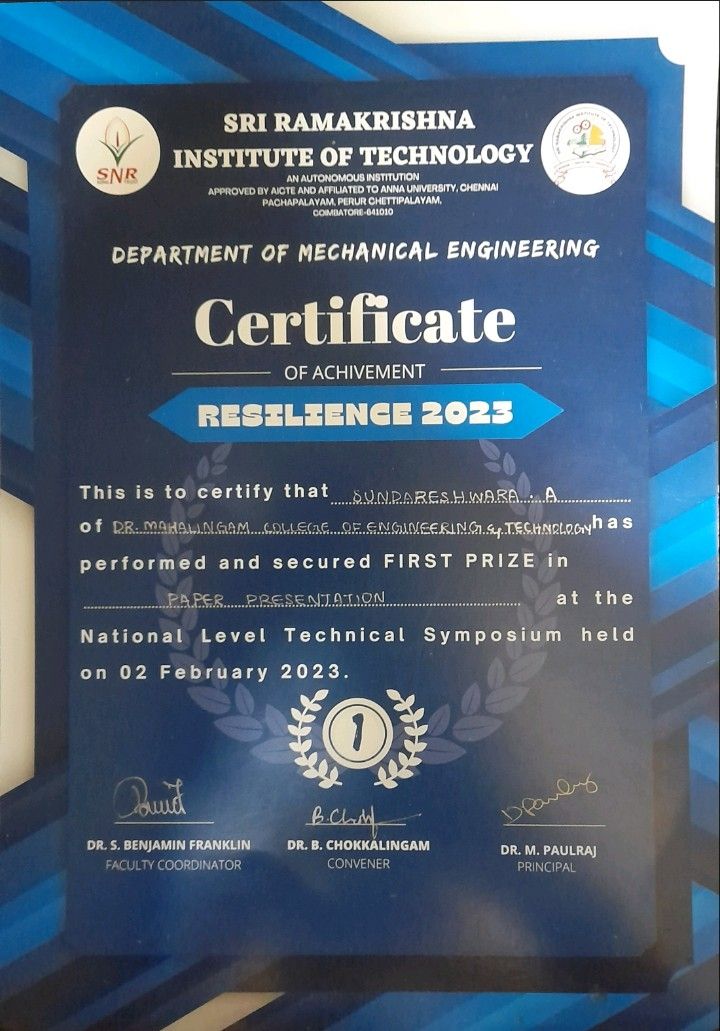 SRI RAMAKRISHNA
INSTITUTE OF TECHNOLOGY
AN AUTONOMOUS INSTITUTION
APPROVED BY AICTE AND AFFILIATED TO ANNA UNIVERSITY, CHENNAI
PACHAPALAYAM, PERUR CHETTIPALAYAM,
COIMBATORE-641010
SNR
DEPARTMENT OF MECHANICAL ENGINEERING
Certificate
OF ACHIVEMENT
RESILIENCE 2023
This is to certify that SUNDARESHWARA . A
of DR. MAHALINGAM COLLEGE OF ENGINEERING & TECHNOLOGY has
performed and secured FIRST PRIZE in
PAPER PRESENTATION at the
National Level Technical Symposium held
on 02 February 2023.
1
B. Chokf
DR. S. BENJAMIN FRANKLIN
FACULTY COORDINATOR
DR. B. CHOKKALINGAM
CONVENER
DR. M. PAULRAJ
PRINCIPAL